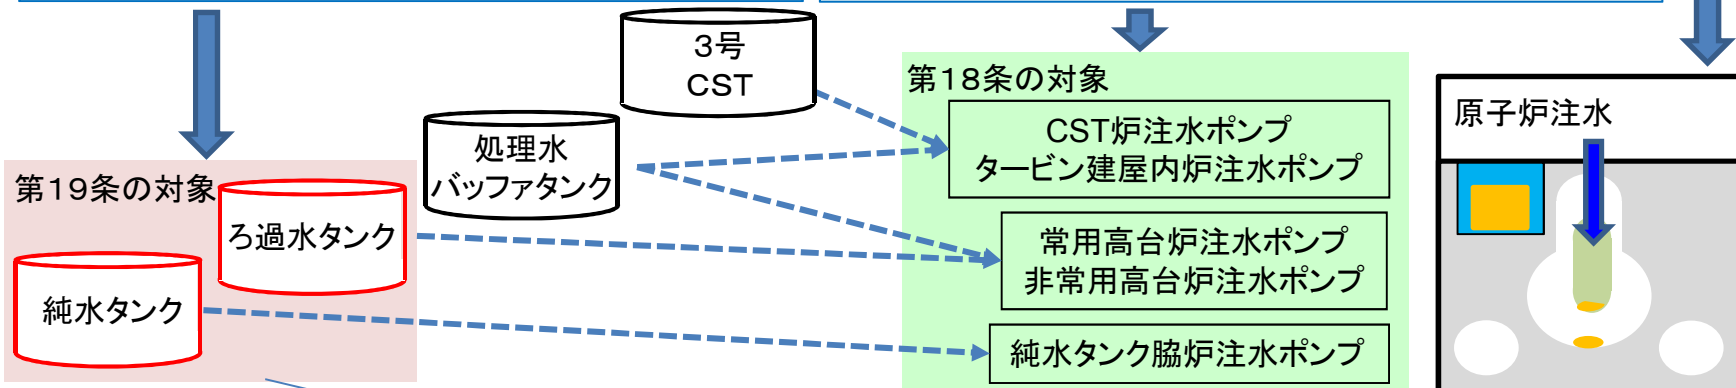 3号
CST
処理水
バッファタンク
第19条の対象
ろ過水タンク
純水タンク
第18条の対象
CST炉注水ポンプ
タービン建屋内炉注水ポンプ
常用高台炉注水ポンプ
非常用高台炉注水ポンプ
純水タンク脇炉注水ポンプ
原子炉注水